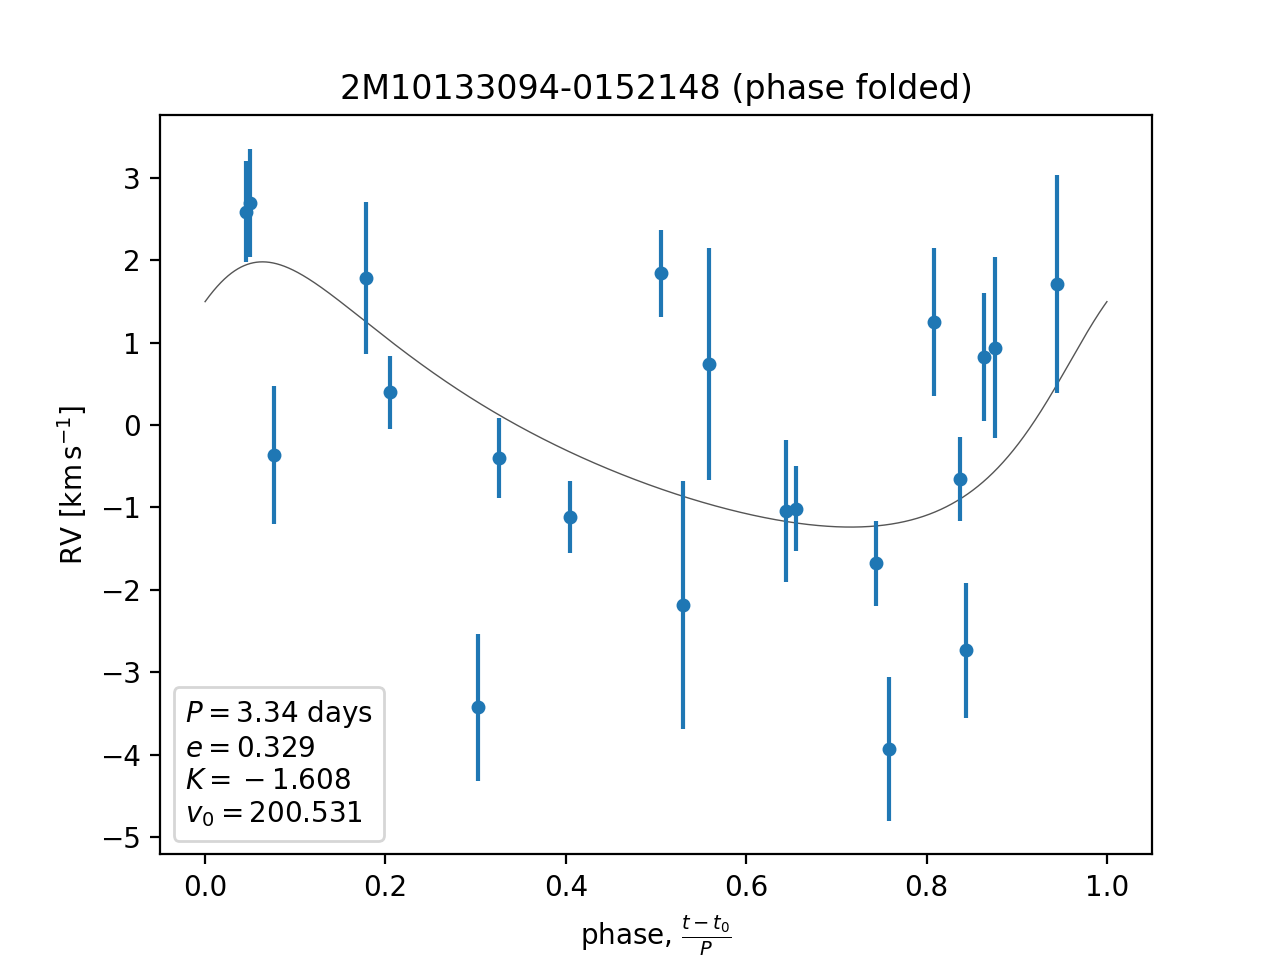 2M10133094-0152148 (phase folded)
RV [km s⁻¹]
3
2
1
0
−1
−2
−3
−4
−5
P = 3.34 days
e = 0.329
K = −1.608
v₀ = 200.531
0.0 0.2 0.4 0.6 0.8 1.0
phase, (t − t₀)/P